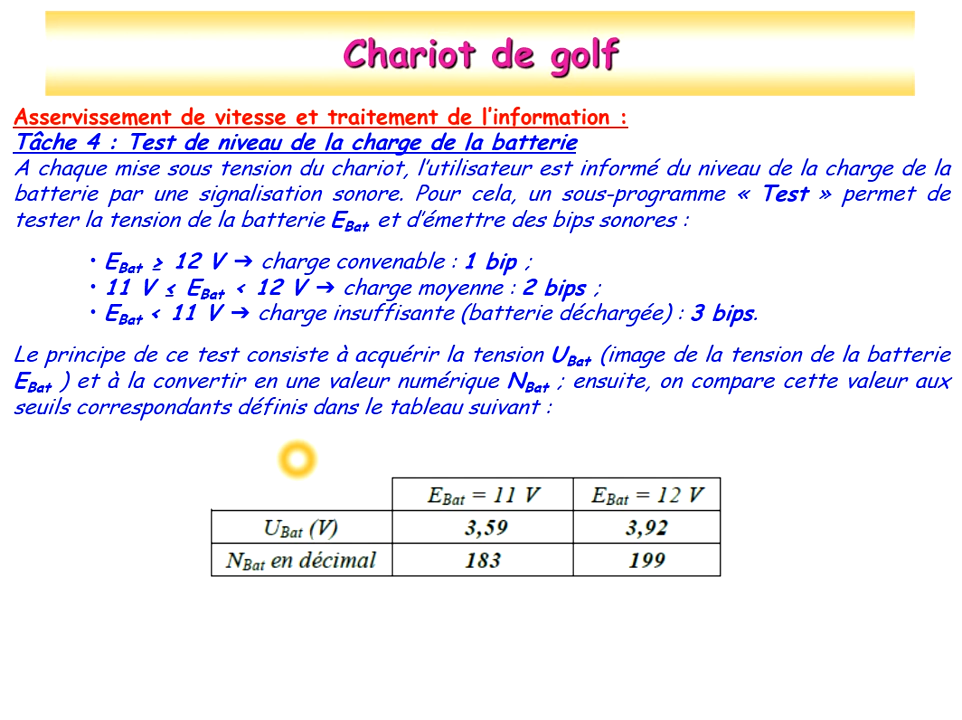 Chariot de golf
Asservissement de vitesse et traitement de l’information :
Tâche 4 : Test de niveau de la charge de la batterie
A chaque mise sous tension du chariot, l’utilisateur est informé du niveau de la charge de la
batterie par une signalisation sonore. Pour cela, un sous-programme « Test » permet de
tester la tension de la batterie EBat et d’émettre des bips sonores :
• EBat ≥ 12 V ➔ charge convenable : 1 bip ;
• 11 V ≤ EBat < 12 V ➔ charge moyenne : 2 bips ;
• EBat < 11 V ➔ charge insuffisante (batterie déchargée) : 3 bips.
Le principe de ce test consiste à acquérir la tension UBat (image de la tension de la batterie
EBat ) et à la convertir en une valeur numérique NBat ; ensuite, on compare cette valeur aux
seuils correspondants définis dans le tableau suivant :
EBat = 11 V EBat = 12 V
UBat (V) 3,59 3,92
NBat en décimal 183 199